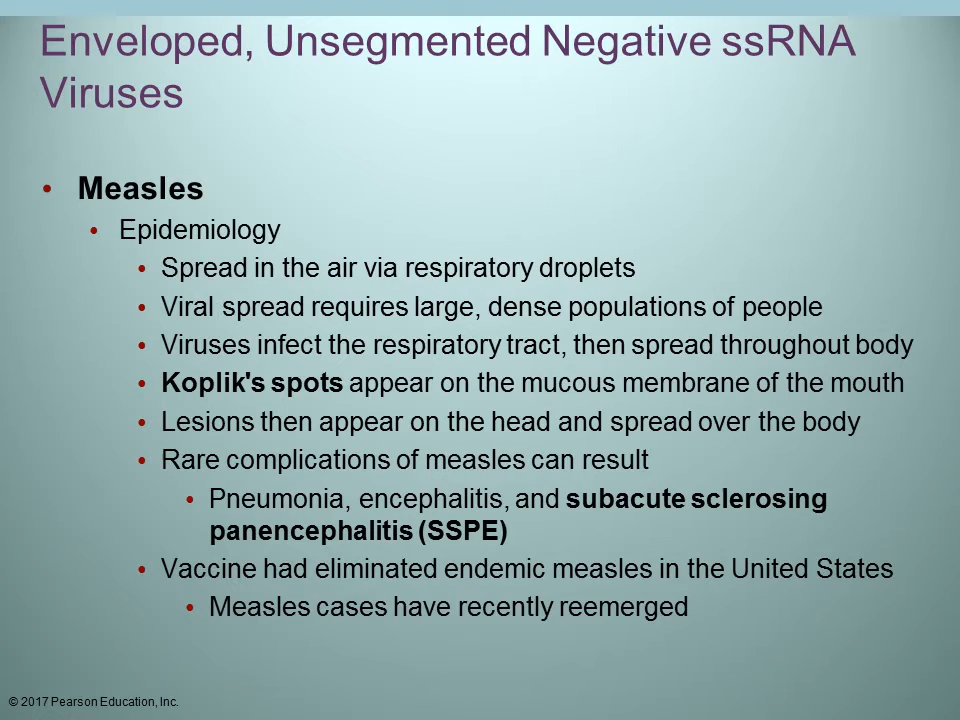 Enveloped, Unsegmented Negative ssRNA
Viruses
• Measles
• Epidemiology
• Spread in the air via respiratory droplets
• Viral spread requires large, dense populations of people
• Viruses infect the respiratory tract, then spread throughout body
• Koplik's spots appear on the mucous membrane of the mouth
• Lesions then appear on the head and spread over the body
• Rare complications of measles can result
• Pneumonia, encephalitis, and subacute sclerosing
panencephalitis (SSPE)
• Vaccine had eliminated endemic measles in the United States
• Measles cases have recently reemerged
© 2017 Pearson Education, Inc.